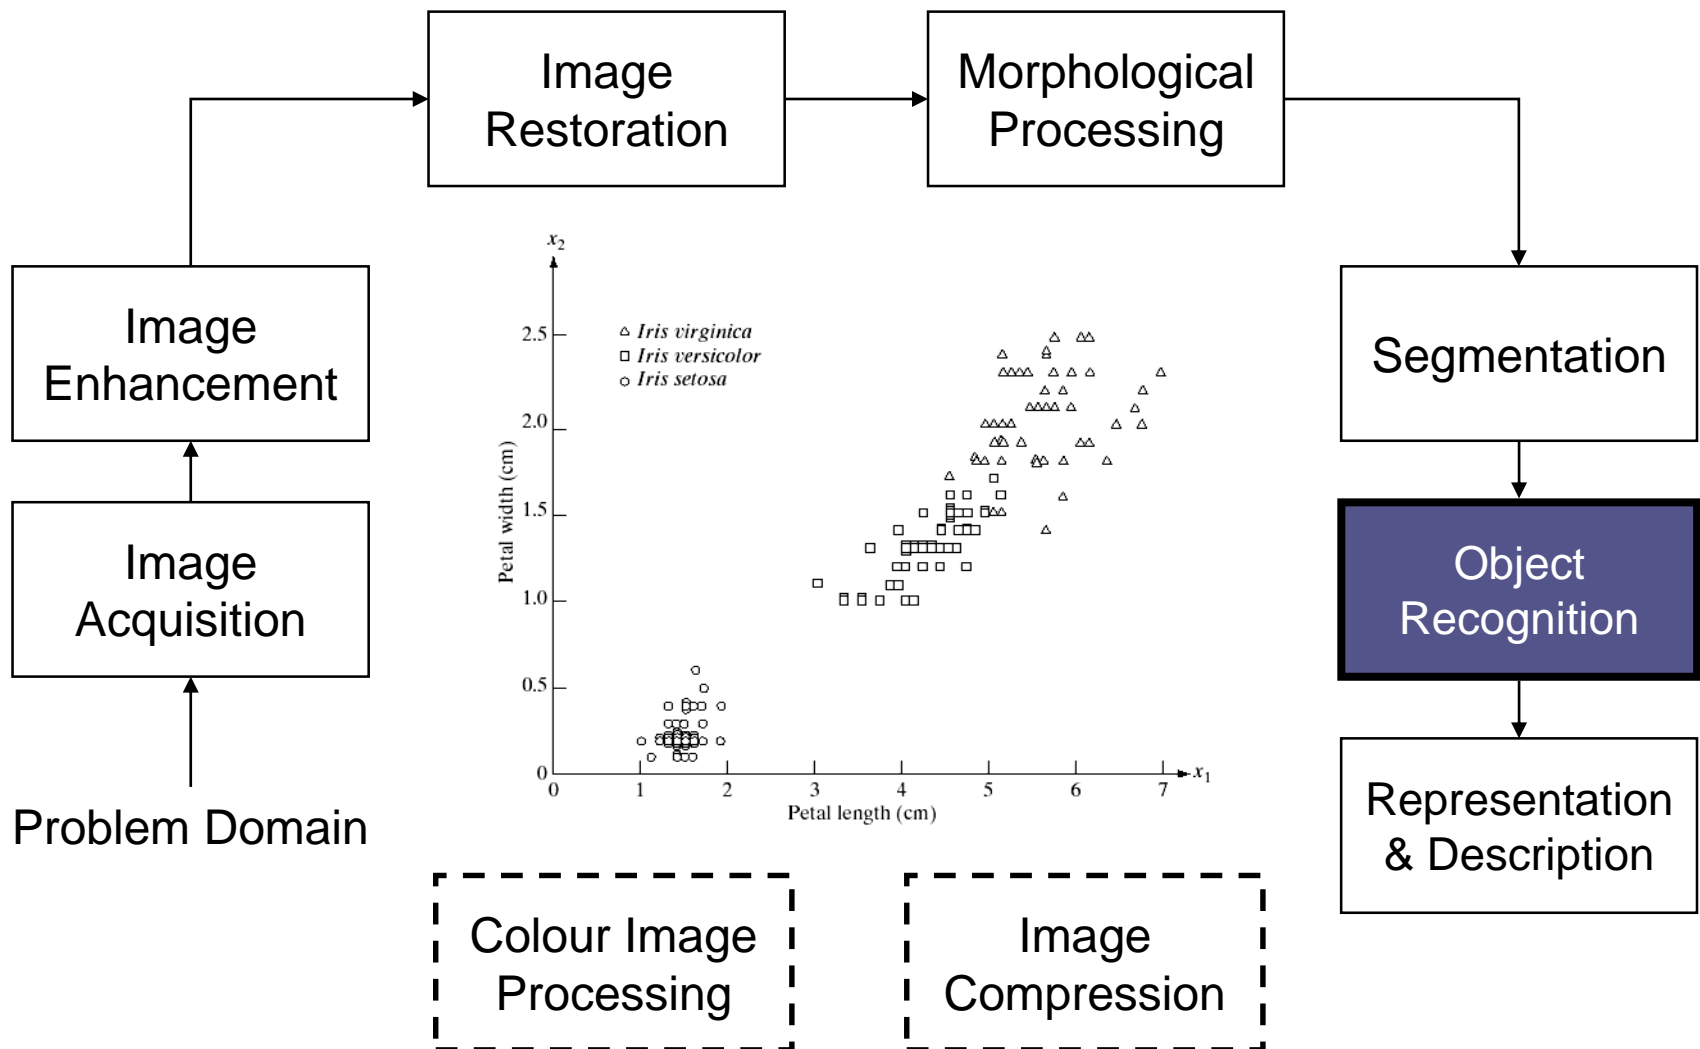 Image
Restoration
Morphological
Processing
Image
Enhancement
Segmentation
Image
Acquisition
Object
Recognition
Problem Domain
Representation
& Description
x2
2.5
2.0
1.5
1.0
0.5
0
Petal width (cm)
△ Iris virginica
□ Iris versicolor
○ Iris setosa
0 1 2 3 4 5 6 7
x1
Petal length (cm)
Colour Image
Processing
Image
Compression